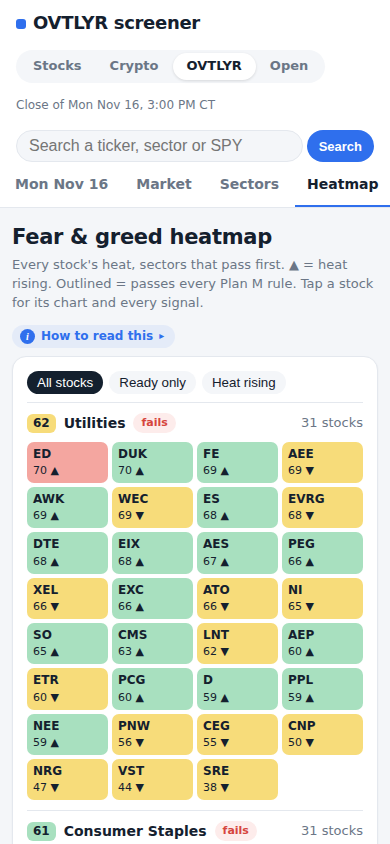 OVTLYR screener
Stocks Crypto OVTLYR Open
Close of Mon Nov 16, 3:00 PM CT
Search a ticker, sector or SPY Search
Mon Nov 16 Market Sectors Heatmap
Fear & greed heatmap
Every stock's heat, sectors that pass first. ▲ = heat
rising. Outlined = passes every Plan M rule. Tap a stock
for its chart and every signal.
i How to read this ▸
All stocks Ready only Heat rising
62 Utilities fails 31 stocks
ED DUK FE AEE
70 ▲ 70 ▲ 69 ▲ 69 ▼
AWK WEC ES EVRG
69 ▲ 69 ▼ 68 ▲ 68 ▼
DTE EIX AES PEG
68 ▲ 68 ▲ 67 ▲ 66 ▲
XEL EXC ATO NI
66 ▼ 66 ▲ 66 ▼ 65 ▼
SO CMS LNT AEP
65 ▲ 63 ▲ 62 ▼ 60 ▲
ETR PCG D PPL
60 ▼ 60 ▲ 59 ▲ 59 ▲
NEE PNW CEG CNP
59 ▲ 56 ▼ 55 ▼ 50 ▼
NRG VST SRE
47 ▼ 44 ▼ 38 ▼
61 Consumer Staples fails 31 stocks